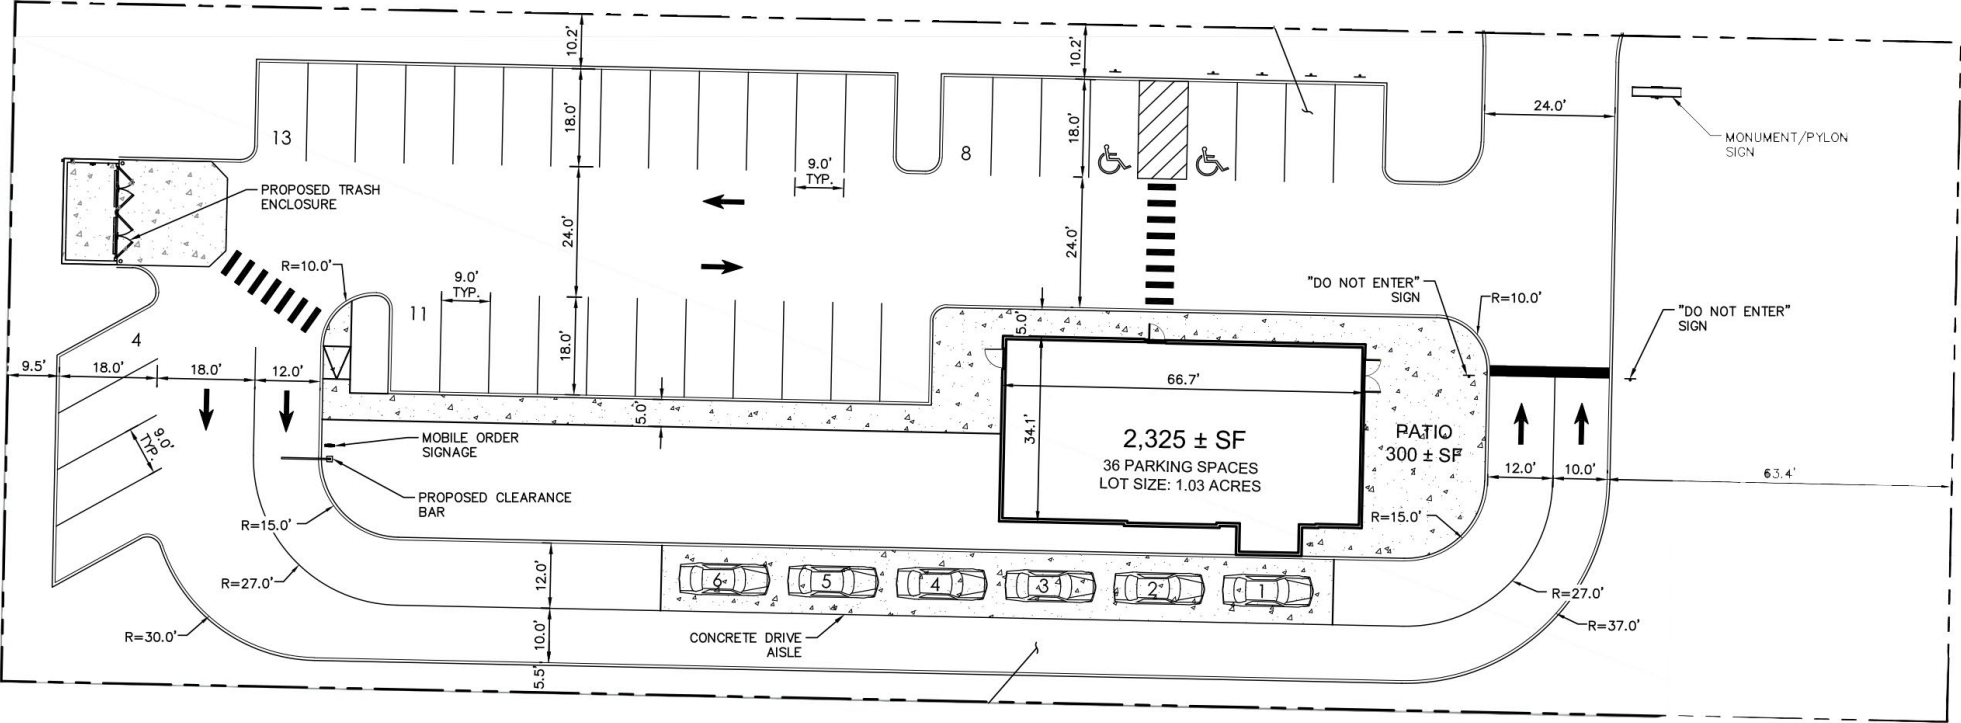 10.2'
10.2'
18.0'
18.0'
24.0'
13
8
9.0'
TYP.
MONUMENT/PYLON
SIGN
PROPOSED TRASH
ENCLOSURE
24.0'
24.0'
R=10.0'
9.0'
TYP.
11
"DO NOT ENTER"
SIGN
R=10.0'
"DO NOT ENTER"
SIGN
4
5.0'
18.0'
9.5'
18.0'
18.0'
12.0'
66.7'
5.0'
34.1'
9.0'
TYP.
MOBILE ORDER
SIGNAGE
2,325 ± SF
36 PARKING SPACES
LOT SIZE: 1.03 ACRES
PATIO
300 ± SF
12.0'
10.0'
63.4'
PROPOSED CLEARANCE
BAR
R=15.0'
R=15.0'
12.0'
R=27.0'
6
5
4
3
2
1
R=27.0'
R=30.0'
10.0'
CONCRETE DRIVE
AISLE
R=37.0'
5.5'